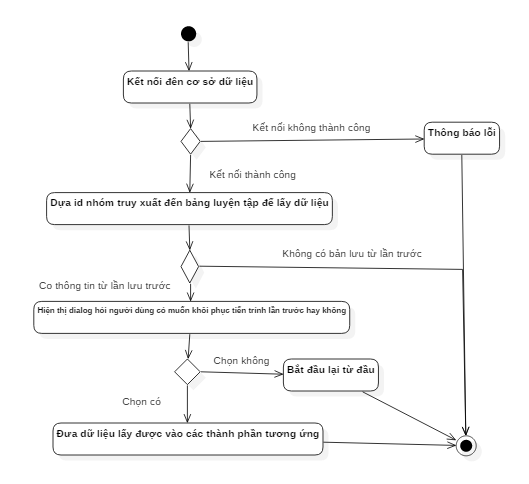 Kết nối đên cơ sở dữ liệu
Kết nối không thành công
Thông báo lỗi
Kết nối thành công
Dựa id nhóm truy xuất đến bảng luyện tập để lấy dữ liệu
Không có bản lưu từ lần trước
Co thông tin từ lần lưu trước
Hiện thị dialog hỏi người dùng có muốn khôi phục tiến trình lần trước hay không
Chọn không
Bắt đầu lại từ đầu
Chọn có
Đưa dữ liệu lấy được vào các thành phần tương ứng